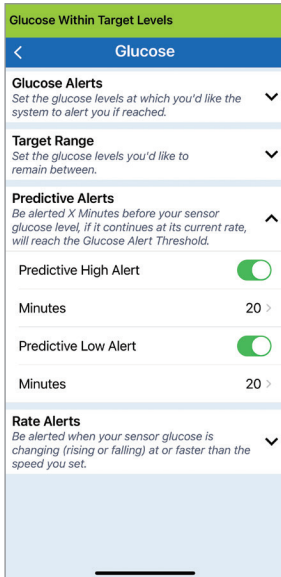 Glucose Within Target Levels
Glucose
Glucose Alerts
Set the glucose levels at which you'd like the
system to alert you if reached.
Target Range
Set the glucose levels you'd like to
remain between.
Predictive Alerts
Be alerted X Minutes before your sensor
glucose level, if it continues at its current rate,
will reach the Glucose Alert Threshold.
Predictive High Alert
Minutes 20
Predictive Low Alert
Minutes 20
Rate Alerts
Be alerted when your sensor glucose is
changing (rising or falling) at or faster than the
speed you set.